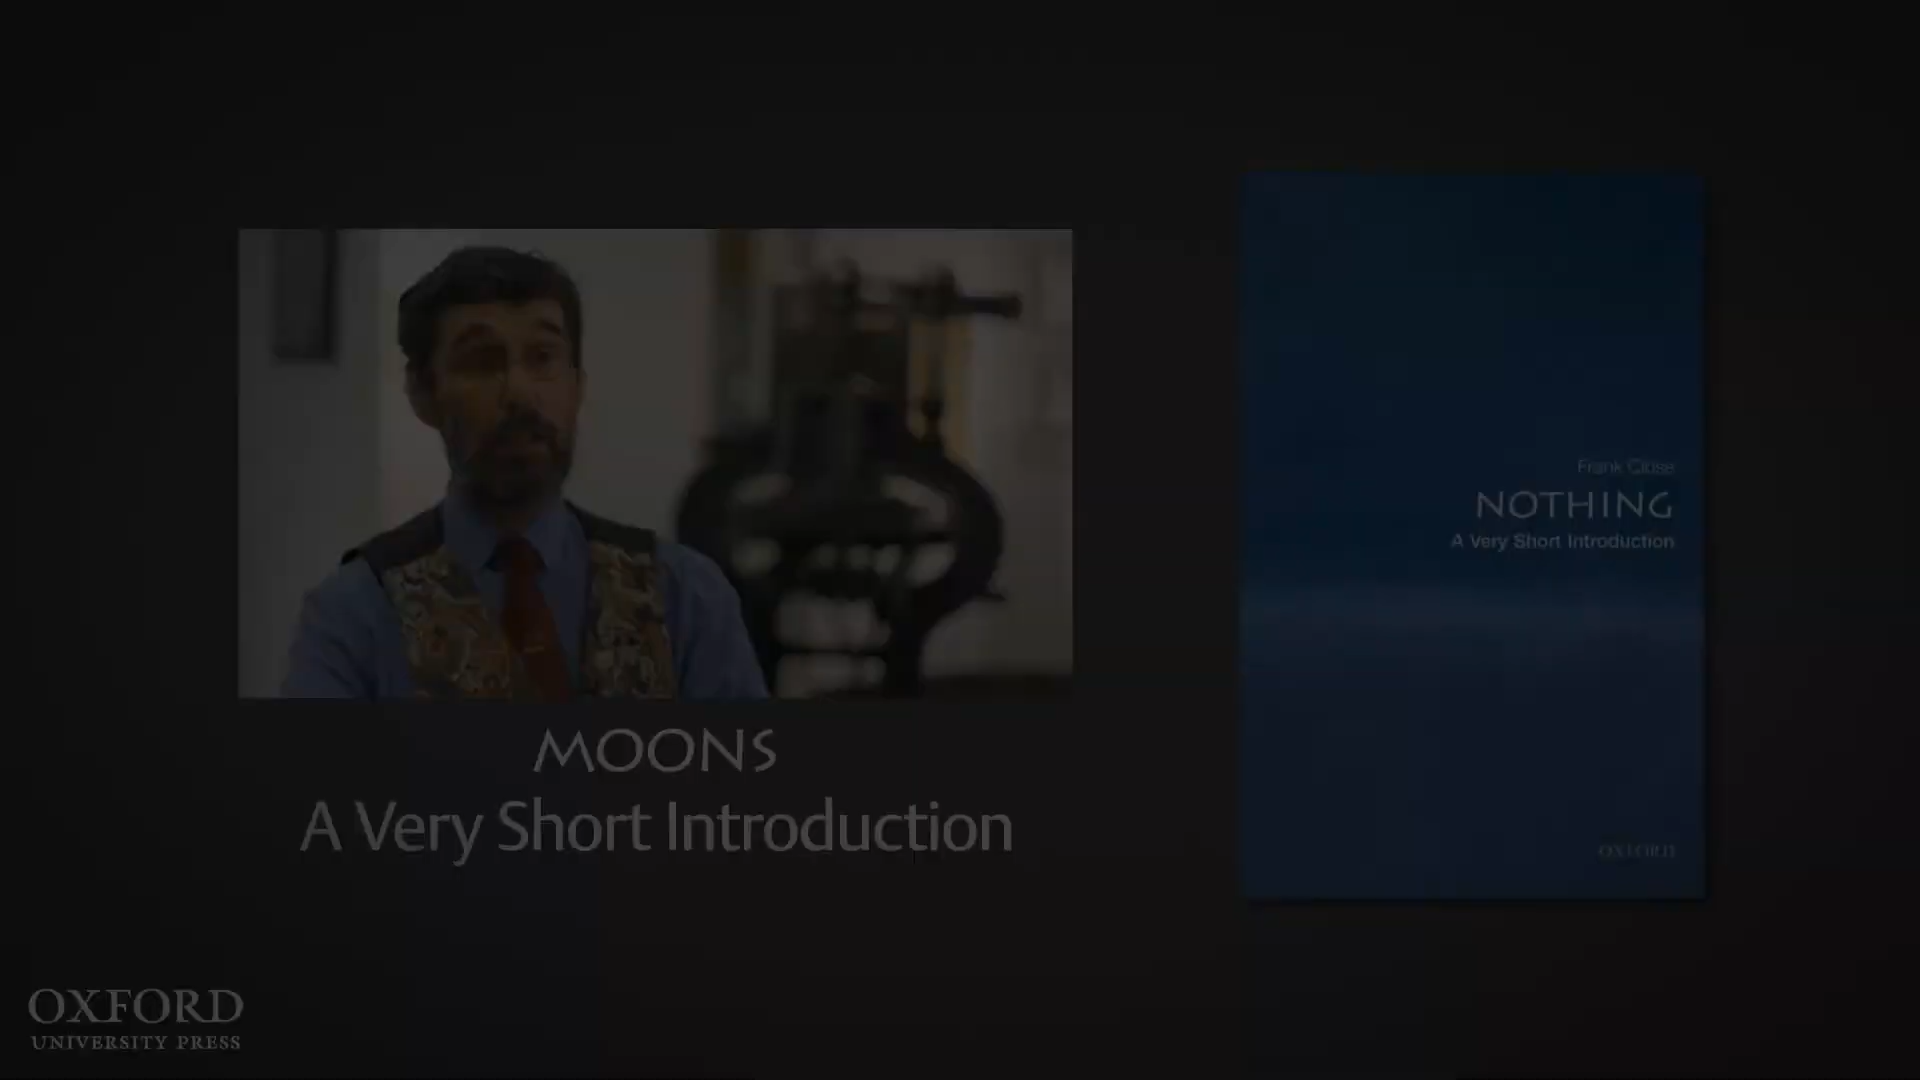 MOONS
A Very Short Introduction
Frank Close
NOTHING
A Very Short Introduction
OXFORD
OXFORD
UNIVERSITY PRESS